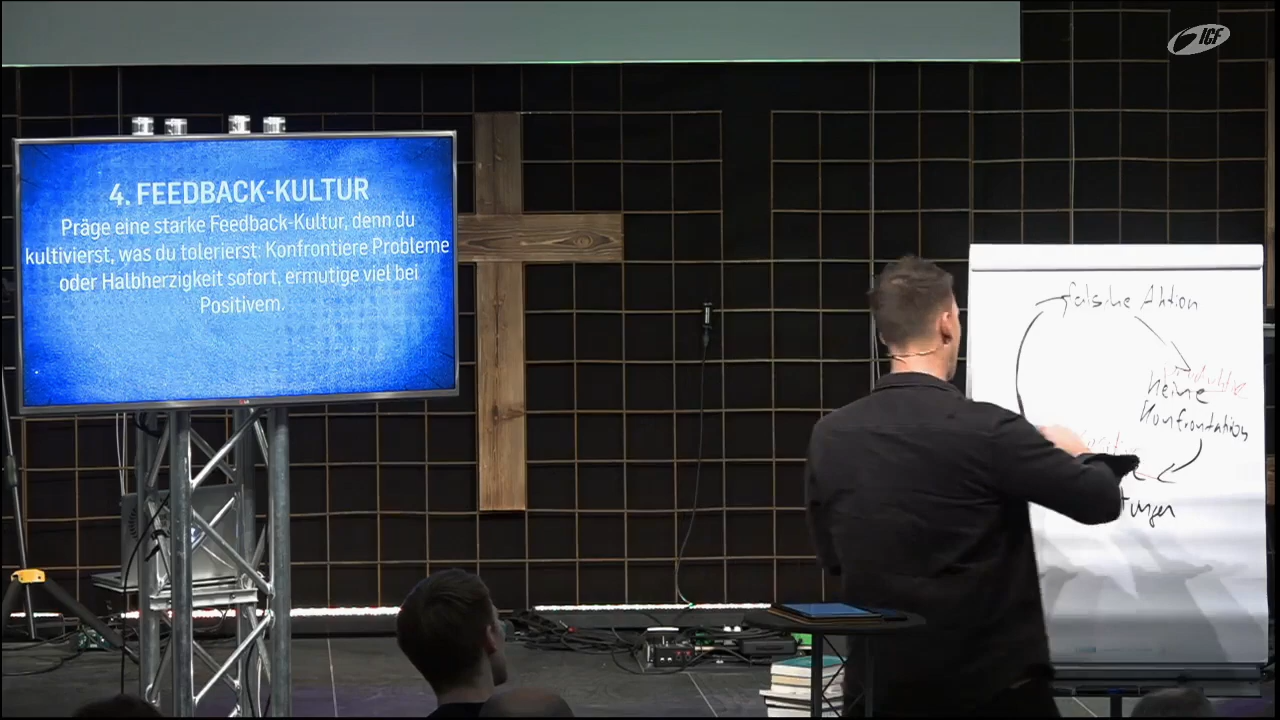 ICF
4. FEEDBACK-KULTUR
Präge eine starke Feedback-Kultur, denn du
kultivierst, was du tolerierst: Konfrontiere Probleme
oder Halbherzigkeit sofort, ermutige viel bei
Positivem.
falsche Aktion
Keine
Konfrontation